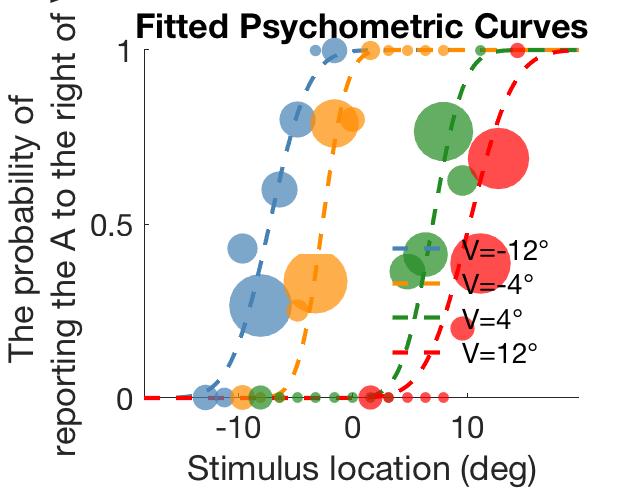 Fitted Psychometric Curves
The probability of
reporting the A to the right of
1
0.5
0
-10
0
10
Stimulus location (deg)
V=-12°
V=-4°
V=4°
V=12°